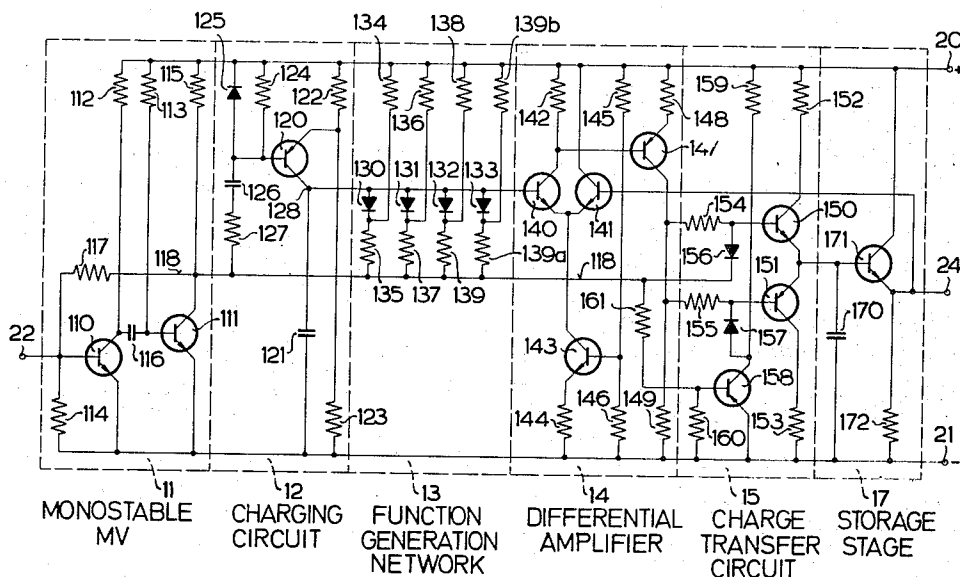 125 134 138 139b
20
+
112 115 124 122 136 142 145 148 159 152
113
120 14/
130 131 132 133
126 128 140 141 154 150
127 156 171
117 118 139a 118 24
135 137 139 161 151
155 170
22 110 116 111 121 143 157
158
114 123 144 146 149 160 153 172
21
-
11 12 13 14 15 17
MONOSTABLE MV
CHARGING CIRCUIT
FUNCTION GENERATION NETWORK
DIFFERENTIAL AMPLIFIER
CHARGE TRANSFER CIRCUIT
STORAGE STAGE